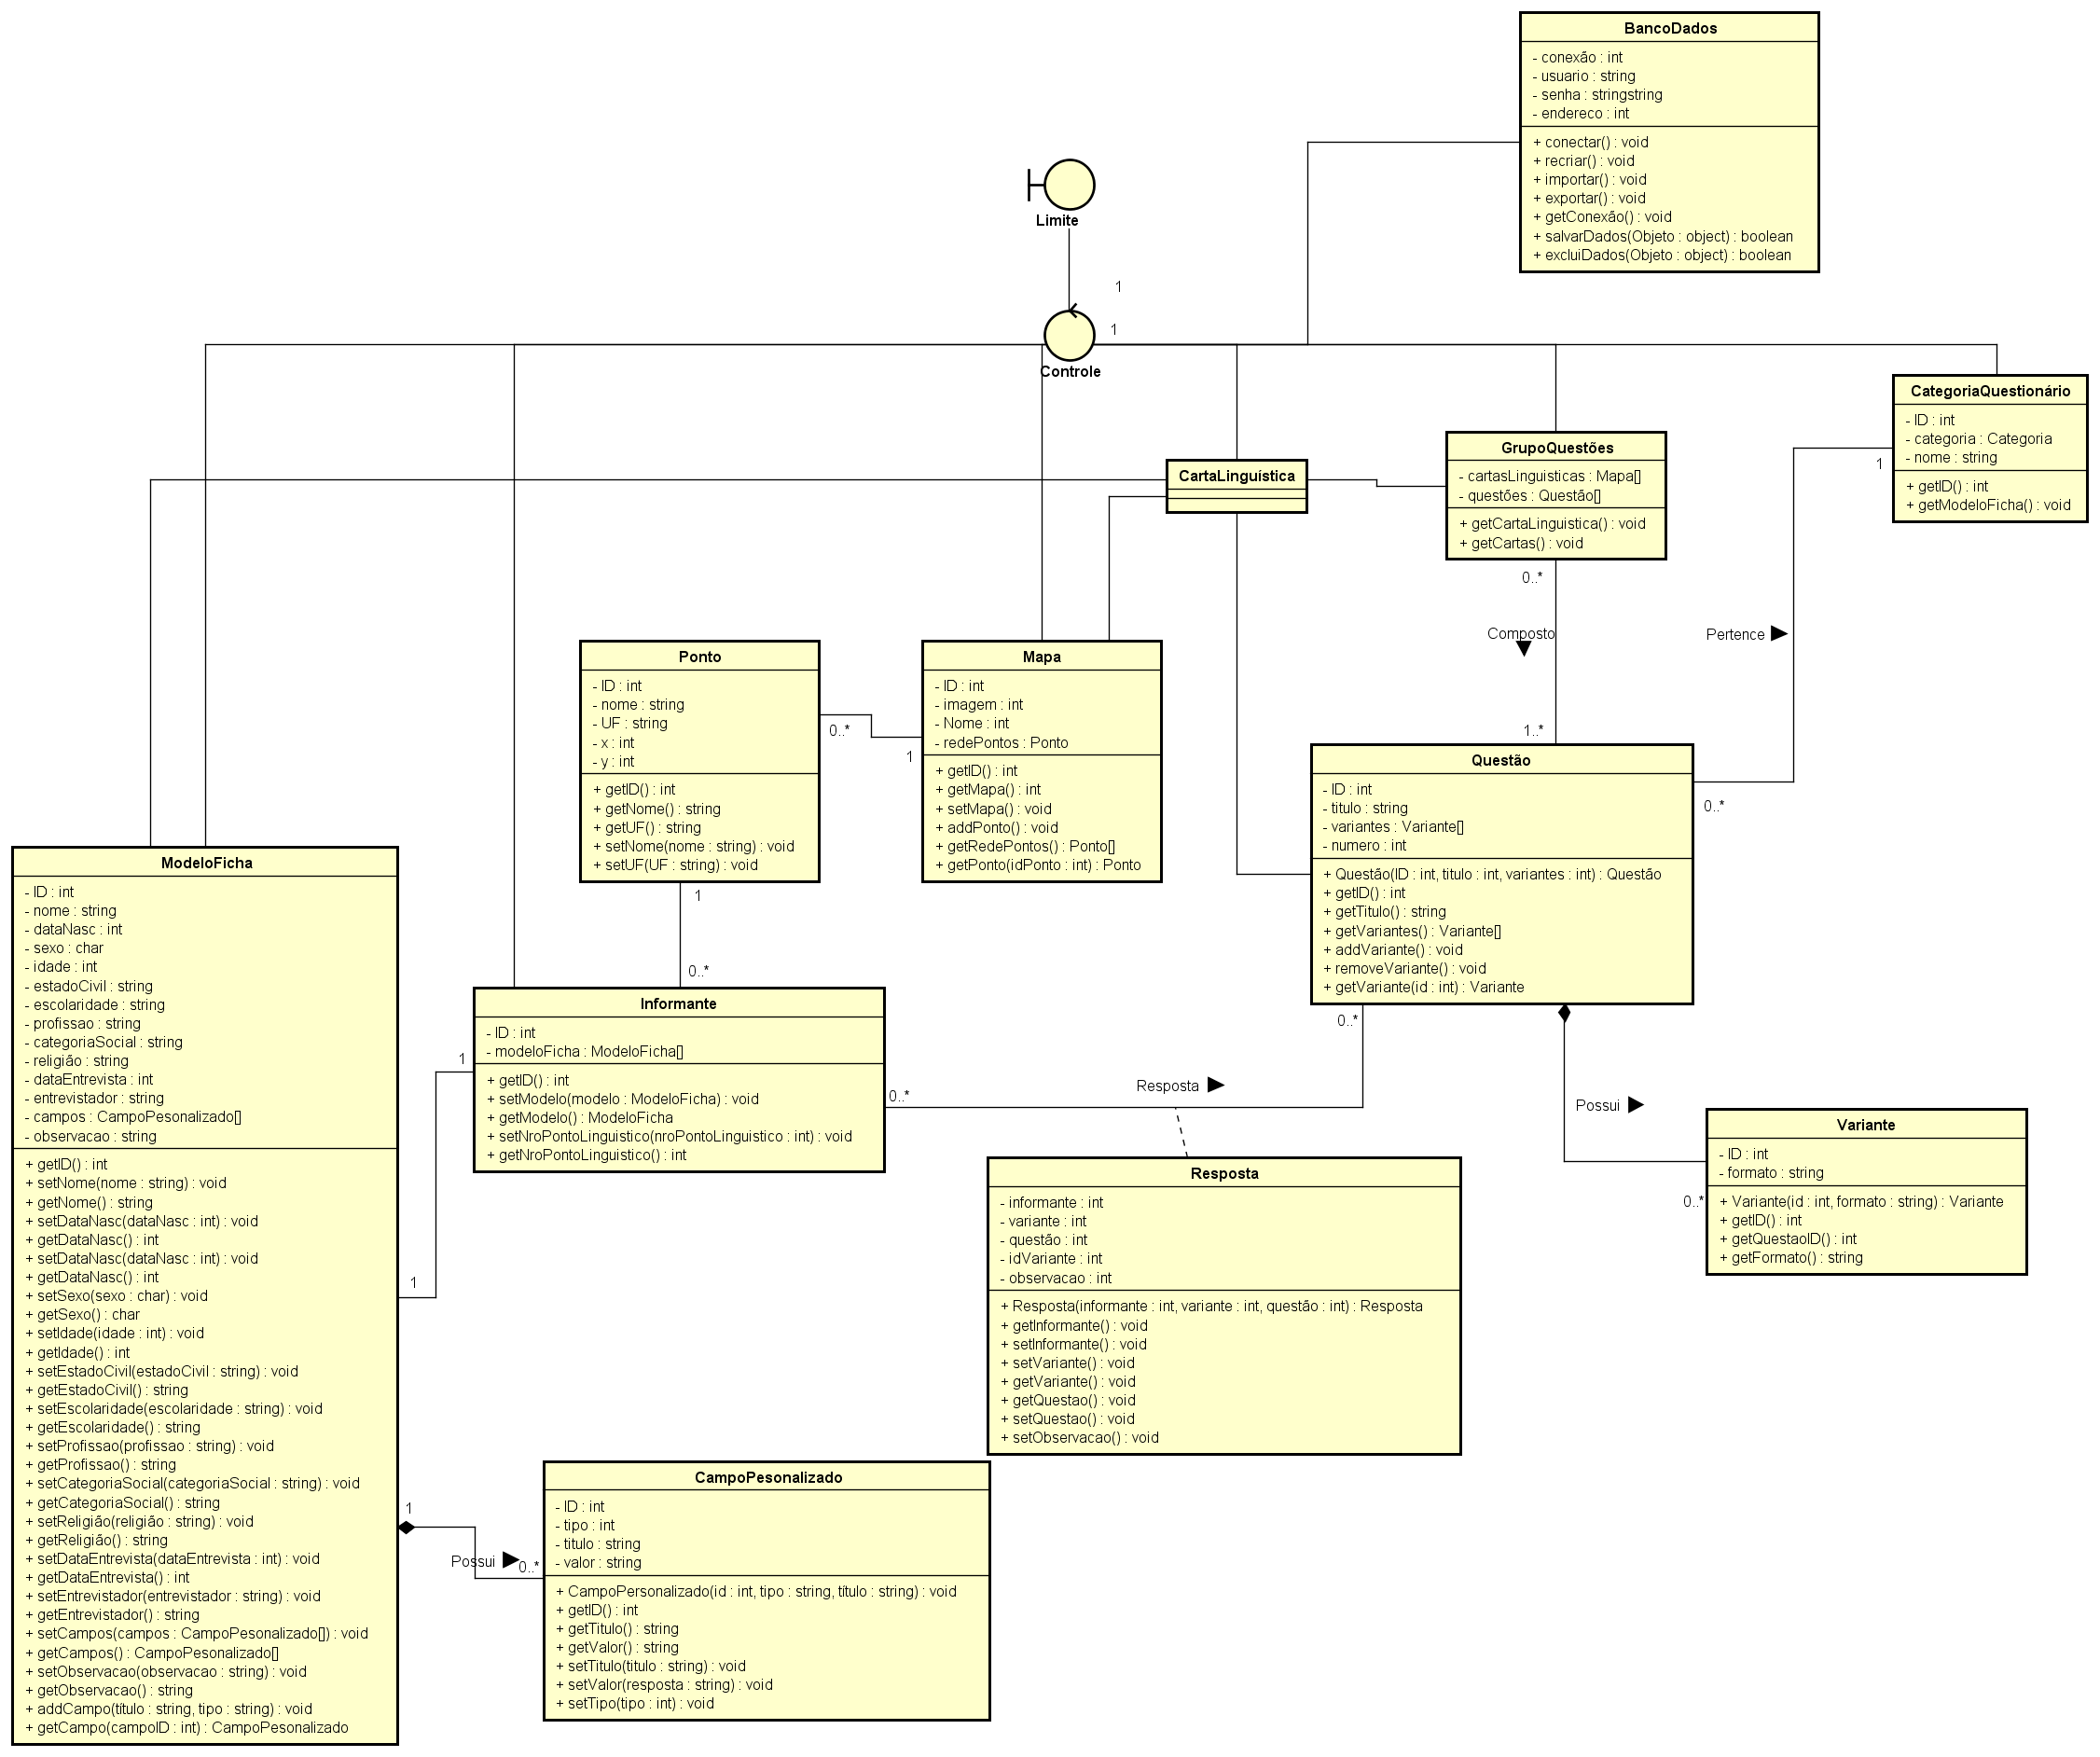 BancoDados
- conexão : int
- usuario : string
- senha : stringstring
- endereco : int
+ conectar() : void
+ recriar() : void
+ importar() : void
+ exportar() : void
+ getConexão() : void
+ salvarDados(Objeto : object) : boolean
+ excluiDados(Objeto : object) : boolean
Limite
1
1
Controle
CategoriaQuestionário
- ID : int
- categoria : Categoria
- nome : string
+ getID() : int
+ getModeloFicha() : void
1
GrupoQuestões
- cartasLinguisticas : Mapa[]
- questões : Questão[]
+ getCartaLinguistica() : void
+ getCartas() : void
0..*
CartaLinguística
Composto
Pertence
1..*
Ponto
- ID : int
- nome : string
- UF : string
- x : int
- y : int
+ getID() : int
+ getNome() : string
+ getUF() : string
+ setNome(nome : string) : void
+ setUF(UF : string) : void
0..*
1
Mapa
- ID : int
- imagem : int
- Nome : int
- redePontos : Ponto
+ getID() : int
+ getMapa() : int
+ setMapa() : void
+ addPonto() : void
+ getRedePontos() : Ponto[]
+ getPonto(idPonto : int) : Ponto
Questão
- ID : int
- titulo : string
- variantes : Variante[]
- numero : int
+ Questão(ID : int, titulo : int, variantes : int) : Questão
+ getID() : int
+ getTitulo() : string
+ getVariantes() : Variante[]
+ addVariante() : void
+ removeVariante() : void
+ getVariante(id : int) : Variante
0..*
0..*
1
0..*
ModeloFicha
- ID : int
- nome : string
- dataNasc : int
- sexo : char
- idade : int
- estadoCivil : string
- escolaridade : string
- profissao : string
- categoriaSocial : string
- religião : string
- dataEntrevista : int
- entrevistador : string
- campos : CampoPesonalizado[]
- observacao : string
+ getID() : int
+ setNome(nome : string) : void
+ getNome() : string
+ setDataNasc(dataNasc : int) : void
+ getDataNasc() : int
+ setDataNasc(dataNasc : int) : void
+ getDataNasc() : int
+ setSexo(sexo : char) : void
+ getSexo() : char
+ setIdade(idade : int) : void
+ getIdade() : int
+ setEstadoCivil(estadoCivil : string) : void
+ getEstadoCivil() : string
+ setEscolaridade(escolaridade : string) : void
+ getEscolaridade() : string
+ setProfissao(profissao : string) : void
+ getProfissao() : string
+ setCategoriaSocial(categoriaSocial : string) : void
+ getCategoriaSocial() : string
+ setReligião(religião : string) : void
+ getReligião() : string
+ setDataEntrevista(dataEntrevista : int) : void
+ getDataEntrevista() : int
+ setEntrevistador(entrevistador : string) : void
+ getEntrevistador() : string
+ setCampos(campos : CampoPesonalizado[]) : void
+ getCampos() : CampoPesonalizado[]
+ setObservacao(observacao : string) : void
+ getObservacao() : string
+ addCampo(título : string, tipo : string) : void
+ getCampo(campoID : int) : CampoPesonalizado
1
1
Informante
- ID : int
- modeloFicha : ModeloFicha[]
+ getID() : int
+ setModelo(modelo : ModeloFicha) : void
+ getModelo() : ModeloFicha
+ setNroPontoLinguistico(nroPontoLinguistico : int) : void
+ getNroPontoLinguistico() : int
0..*
Resposta
Possui
Variante
- ID : int
- formato : string
+ Variante(id : int, formato : string) : Variante
+ getID() : int
+ getQuestaoID() : int
+ getFormato() : string
0..*
Resposta
- informante : int
- variante : int
- questão : int
- idVariante : int
- observacao : int
+ Resposta(informante : int, variante : int, questão : int) : Resposta
+ getInformante() : void
+ setInformante() : void
+ setVariante() : void
+ getVariante() : void
+ getQuestao() : void
+ setQuestao() : void
+ setObservacao() : void
1
Possui
0..*
CampoPesonalizado
- ID : int
- tipo : int
- titulo : string
- valor : string
+ CampoPersonalizado(id : int, tipo : string, título : string) : void
+ getID() : int
+ getTitulo() : string
+ getValor() : string
+ setTitulo(titulo : string) : void
+ setValor(resposta : string) : void
+ setTipo(tipo : int) : void